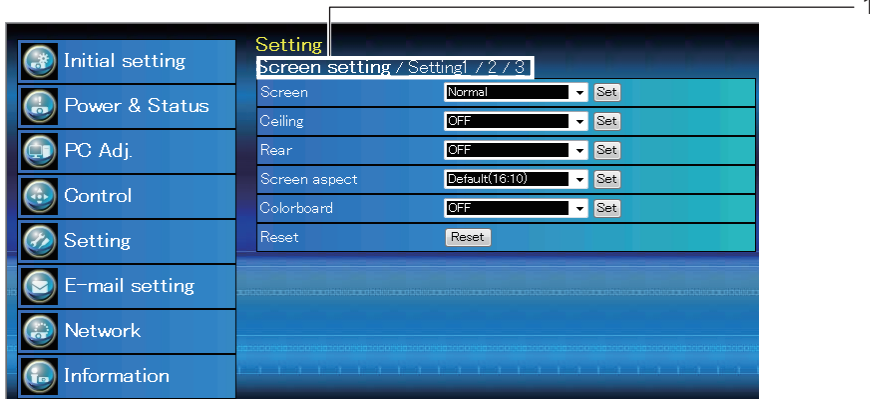 1
Initial setting
Power & Status
PC Adj.
Control
Setting
E-mail setting
Network
Information
Setting
Screen setting / Setting1 / 2 / 3
Screen Normal Set
Ceiling OFF Set
Rear OFF Set
Screen aspect Default(16:10) Set
Colorboard OFF Set
Reset Reset